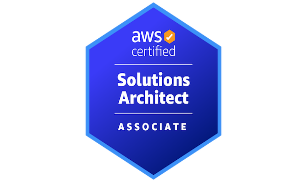 aws
certified
Solutions
Architect
ASSOCIATE